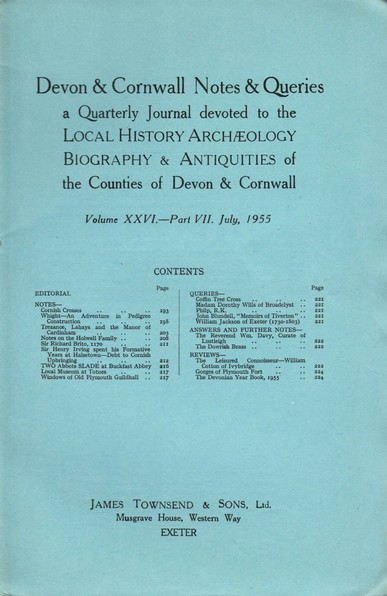 Devon & Cornwall Notes & Queries
a Quarterly Journal devoted to the
LOCAL HISTORY ARCHÆOLOGY
BIOGRAPHY & ANTIQUITIES of
the Counties of Devon & Cornwall
Volume XXVI.—Part VII. July, 1955
CONTENTS
Page
EDITORIAL
NOTES—
Cornish Crosses .. .. .. 193
Whight—An Adventure in Pedigree
Construction .. .. .. 198
Trezance, Lahays and the Manor of
Cardinham .. .. .. 203
Notes on the Holwell Family .. .. 208
Sir Richard Brito, 1170 .. .. 211
Sir Henry Irving spent his Formative
Years at Halsetown—Debt to Cornish
Upbringing .. .. .. 212
TWO Abbots SLADE at Buckfast Abbey 216
Local Museum at Totnes .. .. 217
Windows of Old Plymouth Guildhall .. 217
Page
QUERIES—
Coffin Tree Cross .. .. .. 221
Madam Dorothy Wills of Broadclyst .. 221
Philip, R.K. .. .. .. 221
John Blundell, "Memoirs of Tiverton" .. 221
William Jackson of Exeter (1730-1803) 221
ANSWERS AND FURTHER NOTES—
The Reverend Wm. Davy, Curate of
Lustleigh .. .. .. 222
The Dowrish Brass .. .. .. 222
REVIEWS—
The Leisured Connoisseur—William
Cotton of Ivybridge .. .. 222
Gorges of Plymouth Fort .. .. 224
The Devonian Year Book, 1955 .. 224
JAMES TOWNSEND & SONS, Ltd.
Musgrave House, Western Way
EXETER